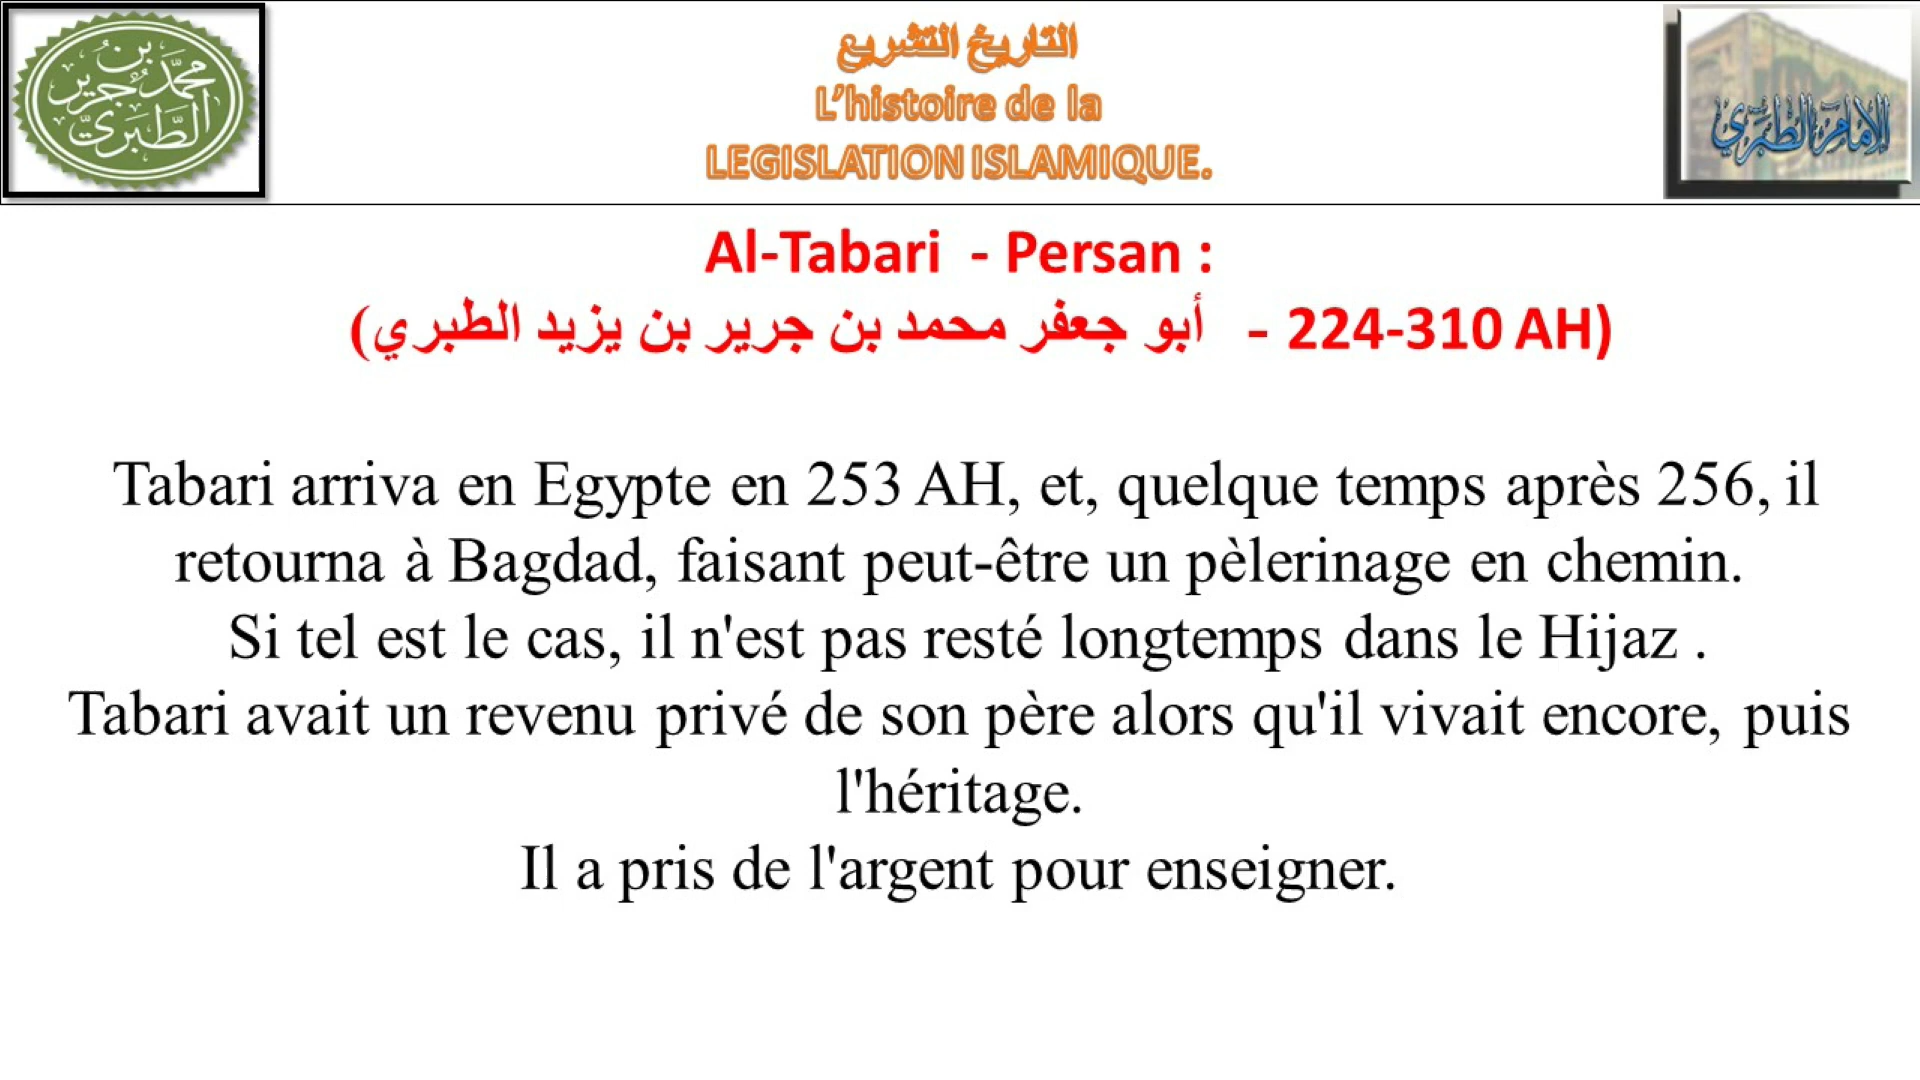 محمد بن جرير الطبري
التاريخ التشريع
L’histoire de la
LEGISLATION ISLAMIQUE.
الإمام الطبري
Al-Tabari - Persan :
(أبو جعفر محمد بن جرير بن يزيد الطبري - 224-310 AH)
Tabari arriva en Egypte en 253 AH, et, quelque temps après 256, il
retourna à Bagdad, faisant peut-être un pèlerinage en chemin.
Si tel est le cas, il n'est pas resté longtemps dans le Hijaz .
Tabari avait un revenu privé de son père alors qu'il vivait encore, puis
l'héritage.
Il a pris de l'argent pour enseigner.